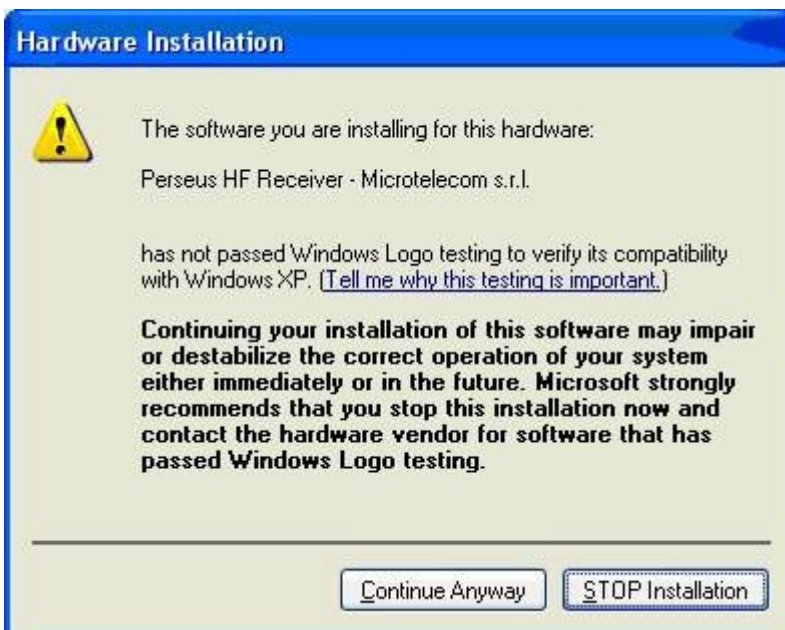 Hardware Installation
The software you are installing for this hardware:
Perseus HF Receiver - Microtelecom s.r.l.
has not passed Windows Logo testing to verify its compatibility
with Windows XP. (Tell me why this testing is important.)
Continuing your installation of this software may impair
or destabilize the correct operation of your system
either immediately or in the future. Microsoft strongly
recommends that you stop this installation now and
contact the hardware vendor for software that has
passed Windows Logo testing.
Continue Anyway STOP Installation